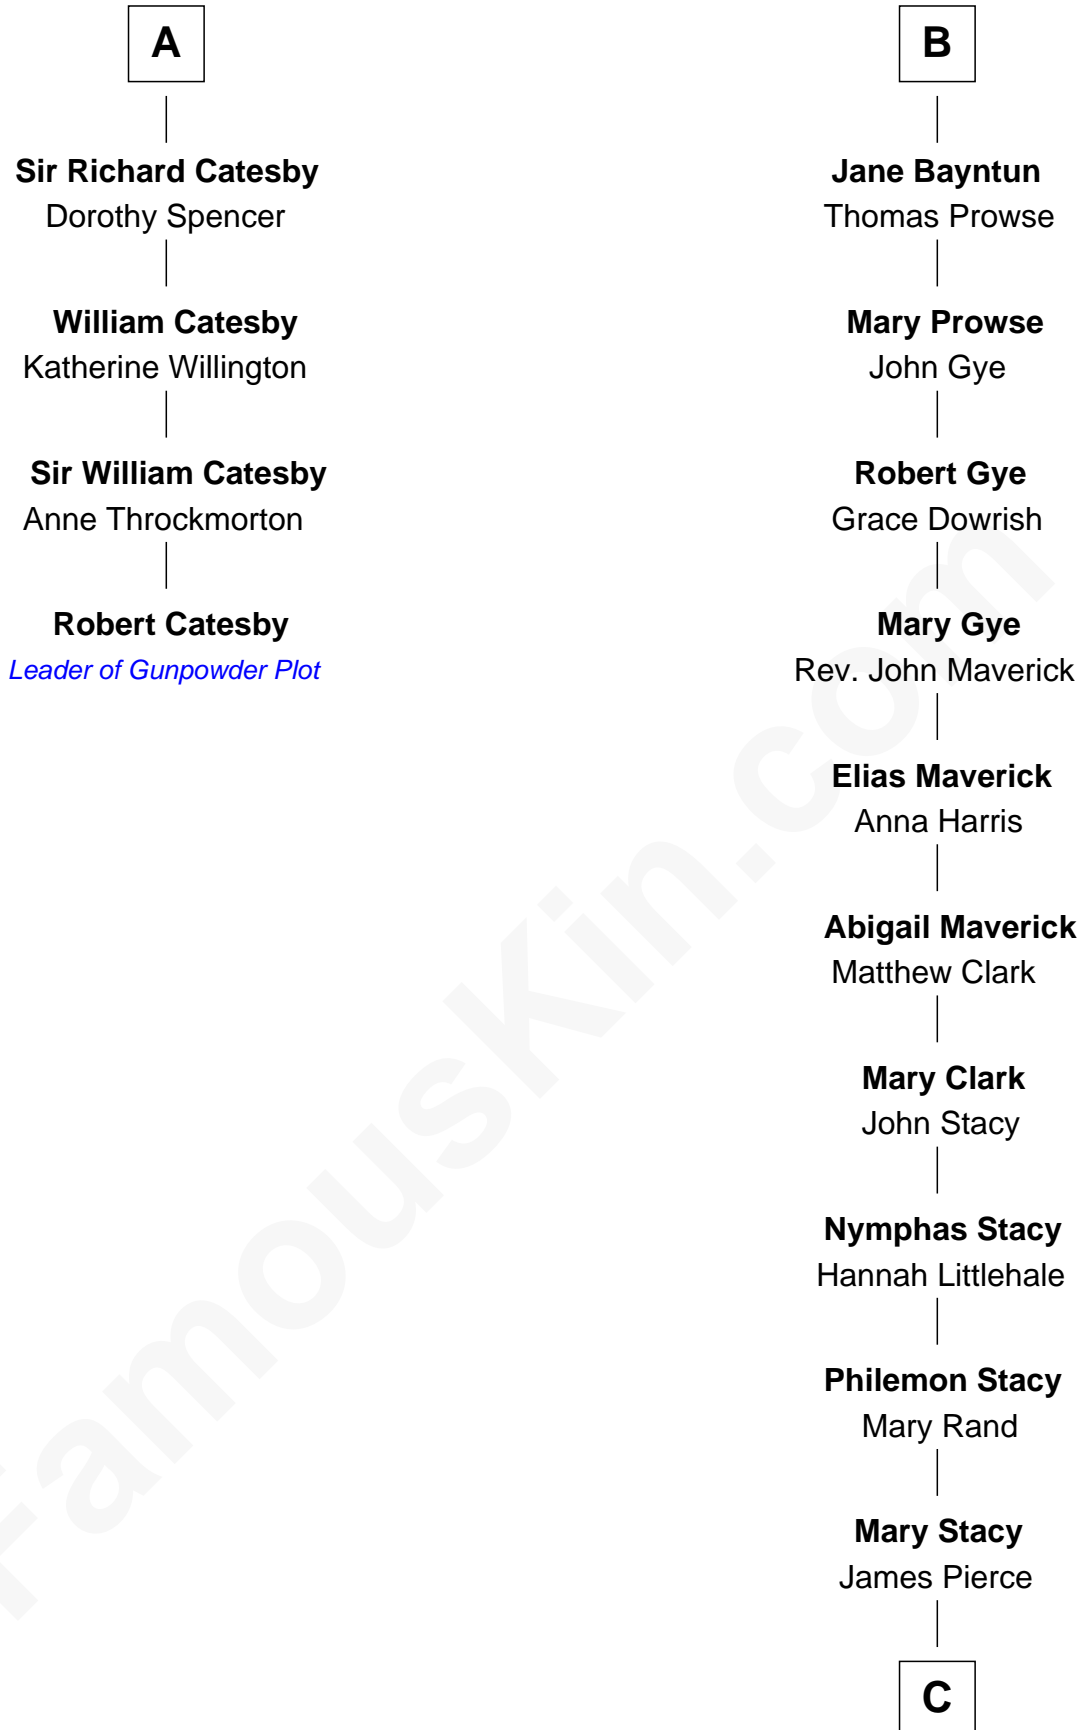 A
Sir Richard Catesby
Dorothy Spencer
William Catesby
Katherine Willington
Sir William Catesby
Anne Throckmorton
Robert Catesby
Leader of Gunpowder Plot
B
Jane Bayntun
Thomas Prowse
Mary Prowse
John Gye
Robert Gye
Grace Dowrish
Mary Gye
Rev. John Maverick
Elias Maverick
Anna Harris
Abigail Maverick
Matthew Clark
Mary Clark
John Stacy
Nymphas Stacy
Hannah Littlehale
Philemon Stacy
Mary Rand
Mary Stacy
James Pierce
C
FamousKin.com